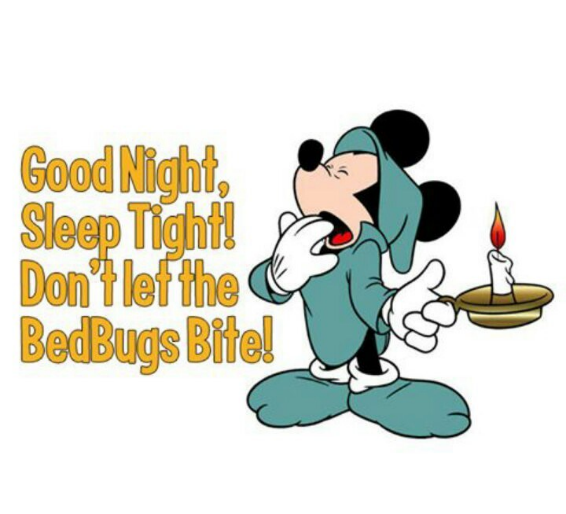 Good Night,
Sleep Tight!
Don't let the
BedBugs Bite!